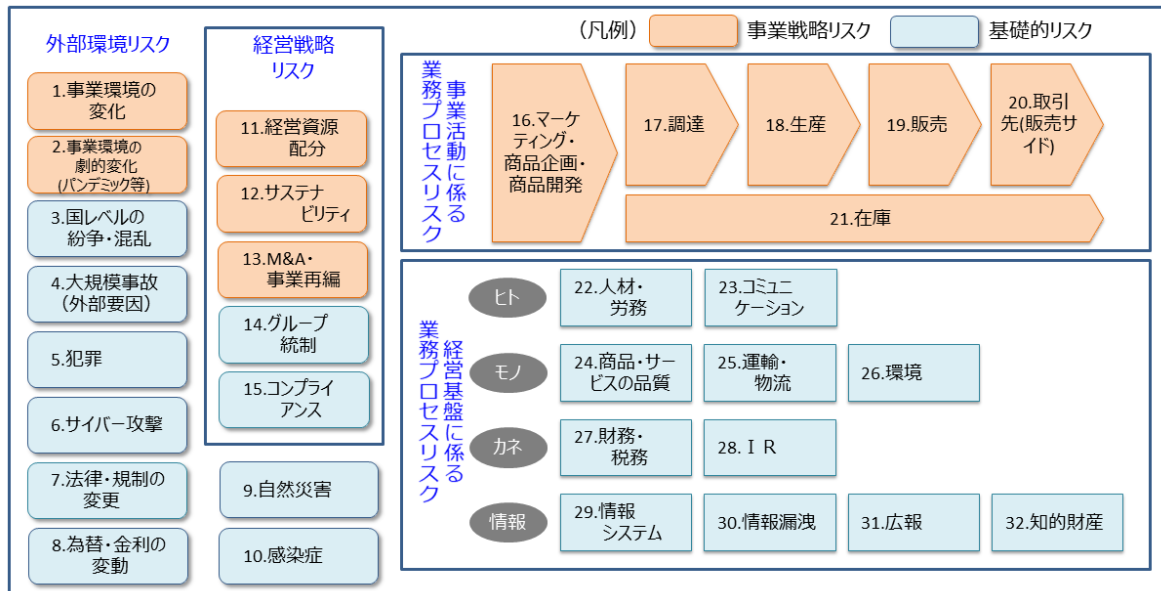 (凡例)
事業戦略リスク
基礎的リスク
外部環境リスク
1.事業環境の
変化
2.事業環境の
劇的変化
(パンデミック等)
3.国レベルの
紛争・混乱
4.大規模事故
(外部要因)
5.犯罪
6.サイバー攻撃
7.法律・規制の
変更
8.為替・金利の
変動
9.自然災害
10.感染症
経営戦略
リスク
11.経営資源
配分
12.サステナ
ビリティ
13.M&A・
事業再編
14.グループ
統制
15.コンプライ
アンス
事業活動に係る
業務プロセスリスク
16.マーケ
ティング・
商品企画・
商品開発
17.調達
18.生産
19.販売
20.取引
先(販売サ
イド)
21.在庫
経営基盤に係る
業務プロセスリスク
ヒト
22.人材・
労務
23.コミュニ
ケーション
モノ
24.商品・サー
ビスの品質
25.運輸・
物流
26.環境
カネ
27.財務・
税務
28.IR
情報
29.情報
システム
30.情報漏洩
31.広報
32.知的財産